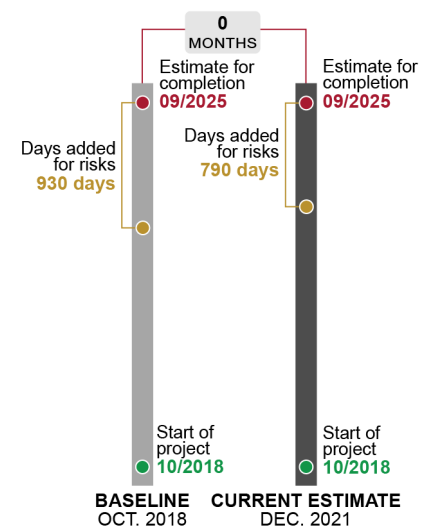 0
MONTHS
Estimate for
completion
09/2025
Estimate for
completion
09/2025
Days added
for risks
930 days
Days added
for risks
790 days
Start of
project
10/2018
Start of
project
10/2018
BASELINE
OCT. 2018
CURRENT ESTIMATE
DEC. 2021